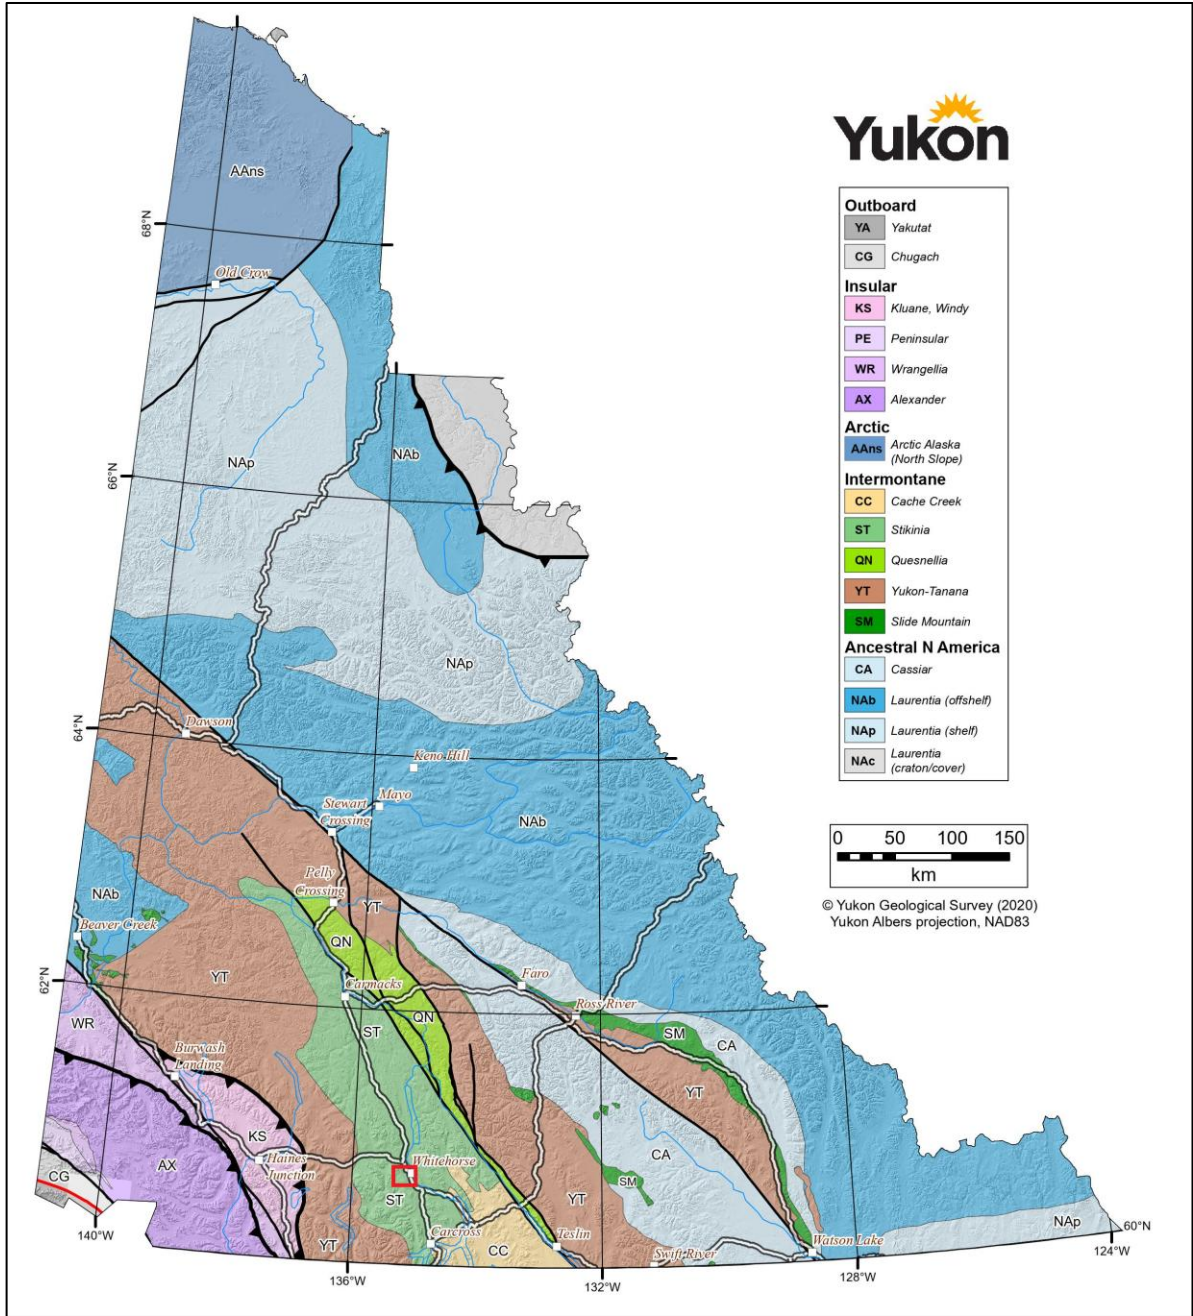 Yukon
Outboard
YA Yakutat
CG Chugach
Insular
KS Kluane, Windy
PE Peninsular
WR Wrangellia
AX Alexander
Arctic
AAns Arctic Alaska
(North Slope)
Intermontane
CC Cache Creek
ST Stikinia
QN Quesnellia
YT Yukon-Tanana
SM Slide Mountain
Ancestral N America
CA Cassiar
NAb Laurentia (offshelf)
NAp Laurentia (shelf)
NAc Laurentia
(craton/cover)
0 50 100 150
km
© Yukon Geological Survey (2020)
Yukon Albers projection, NAD83
AAns
68°N
Old Crow
NAp
NAb
66°N
NAp
64°N
Dawson
Keno Hill
Stewart
Crossing
Mayo
NAb
Pelly
Crossing
YT
NAb
Beaver Creek
QN
YT
62°N
Carmacks
Faro
Ross River
WR
ST
QN
SM
CA
Burwash
Landing
YT
KS
Haines
Junction
AX
CG
Whitehorse
ST
CA
SM
YT
YT
Carcross
CC
Teslin
Swift River
Watson Lake
NAp
60°N
140°W
136°W
132°W
128°W
124°W